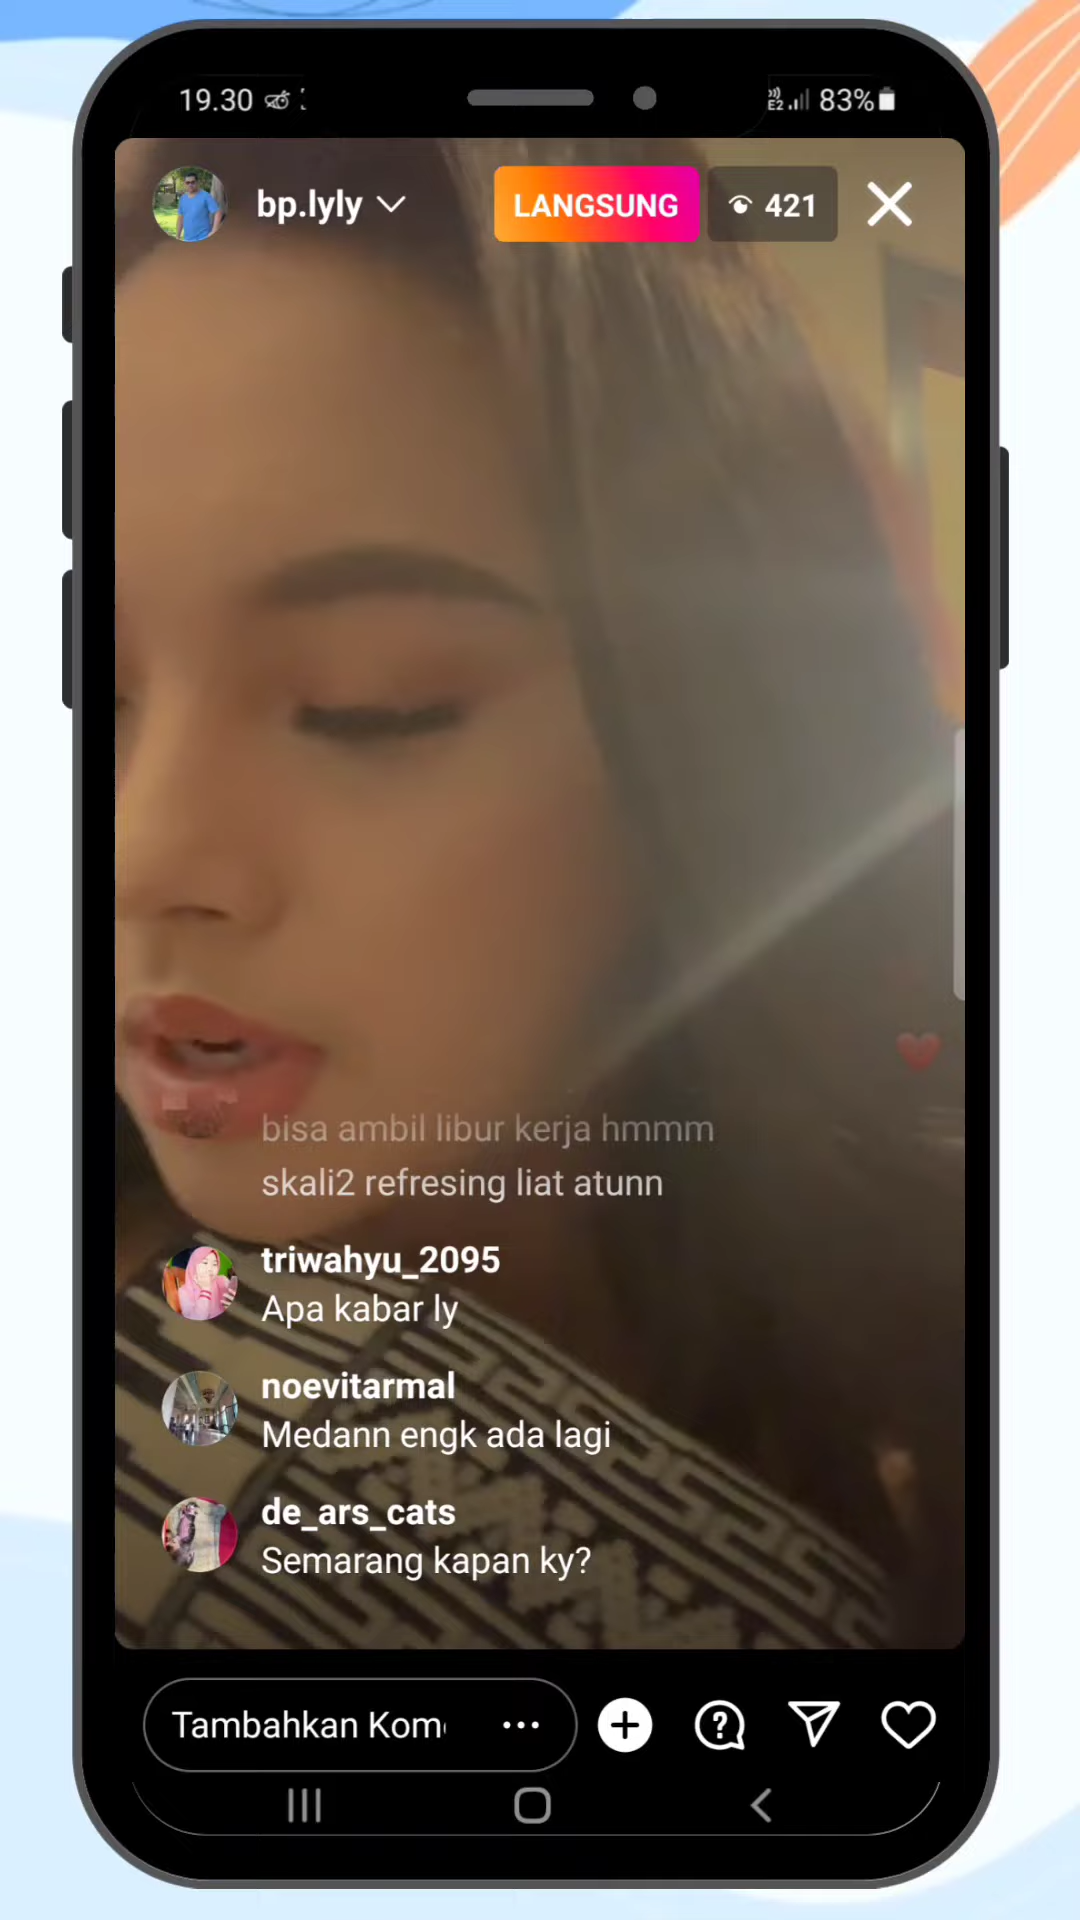 19.30
83%
bp.lyly
LANGSUNG
421
bisa ambil libur kerja hmmm
skali2 refresing liat atunn
triwahyu_2095
Apa kabar ly
noevitarmal
Medann engk ada lagi
de_ars_cats
Semarang kapan ky?
Tambahkan Kom